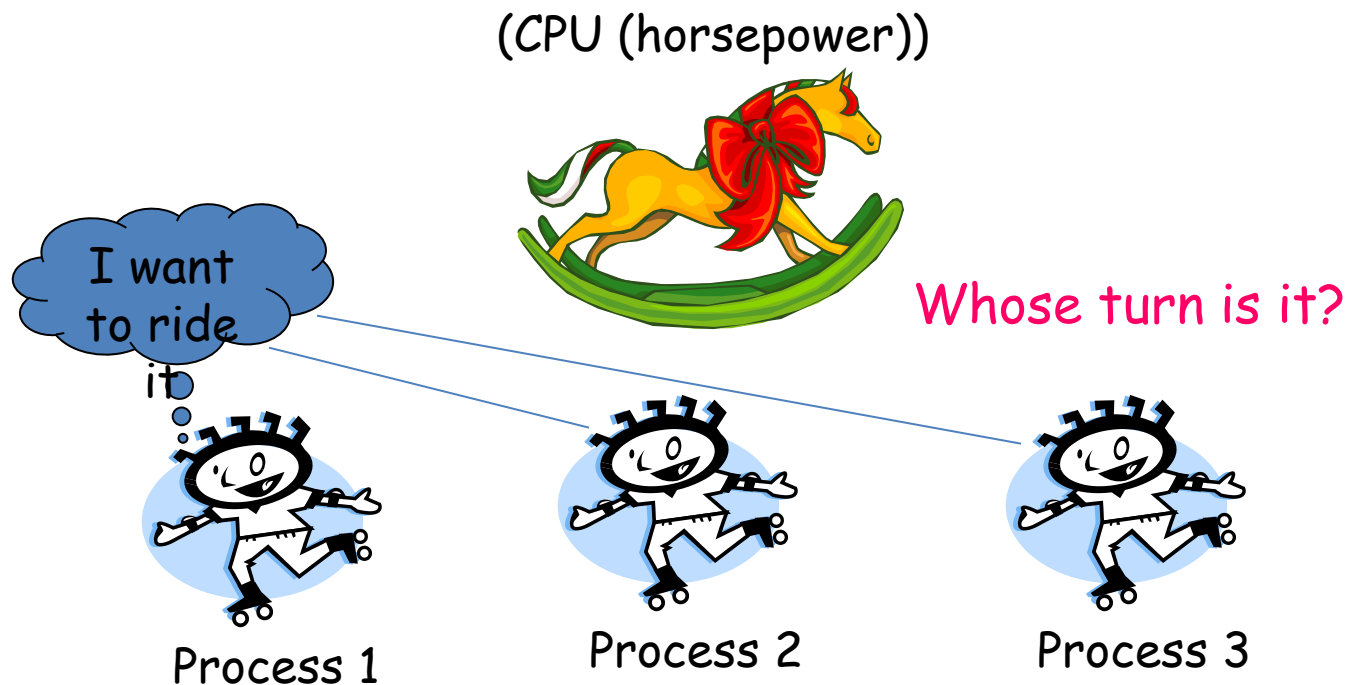 (CPU (horsepower))
I want
to ride
it
Whose turn is it?
Process 1
Process 2
Process 3